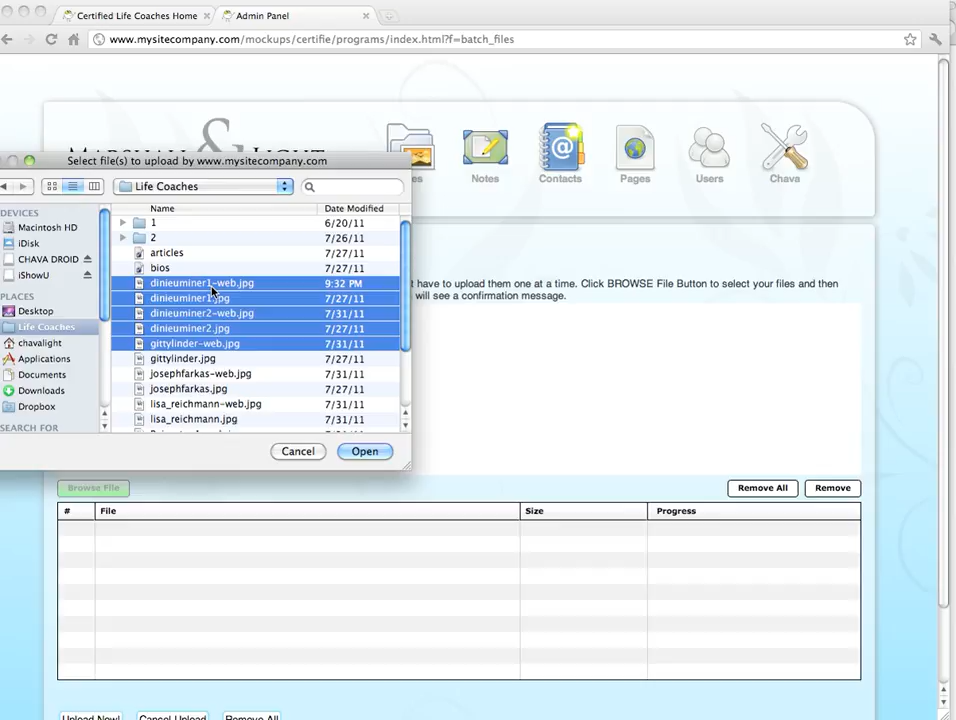 Certified Life Coaches Home
Admin Panel
www.mysitecompany.com/mockups/certifie/programs/index.html?f=batch_files
&
Notes
Contacts
Pages
Users
Chava
Select file(s) to upload by www.mysitecompany.com
Life Coaches
DEVICES
Macintosh HD
iDisk
CHAVA DROID
iShowU
PLACES
Desktop
Life Coaches
chavalight
Applications
Documents
Downloads
Dropbox
SEARCH FOR
Name
Date Modified
1
6/20/11
2
7/26/11
articles
7/27/11
bios
7/27/11
dinieuminer1-web.jpg
9:32 PM
dinieuminer1.jpg
7/27/11
dinieuminer2-web.jpg
7/31/11
dinieuminer2.jpg
7/27/11
gittylinder-web.jpg
7/31/11
gittylinder.jpg
7/27/11
josephfarkas-web.jpg
7/31/11
josephfarkas.jpg
7/27/11
lisa_reichmann-web.jpg
7/31/11
lisa_reichmann.jpg
7/27/11
Cancel
Open
have to upload them one at a time. Click BROWSE File Button to select your files and then
will see a confirmation message.
Browse File
Remove All
Remove
#
File
Size
Progress
Upload Now!
Cancel Upload
Remove All